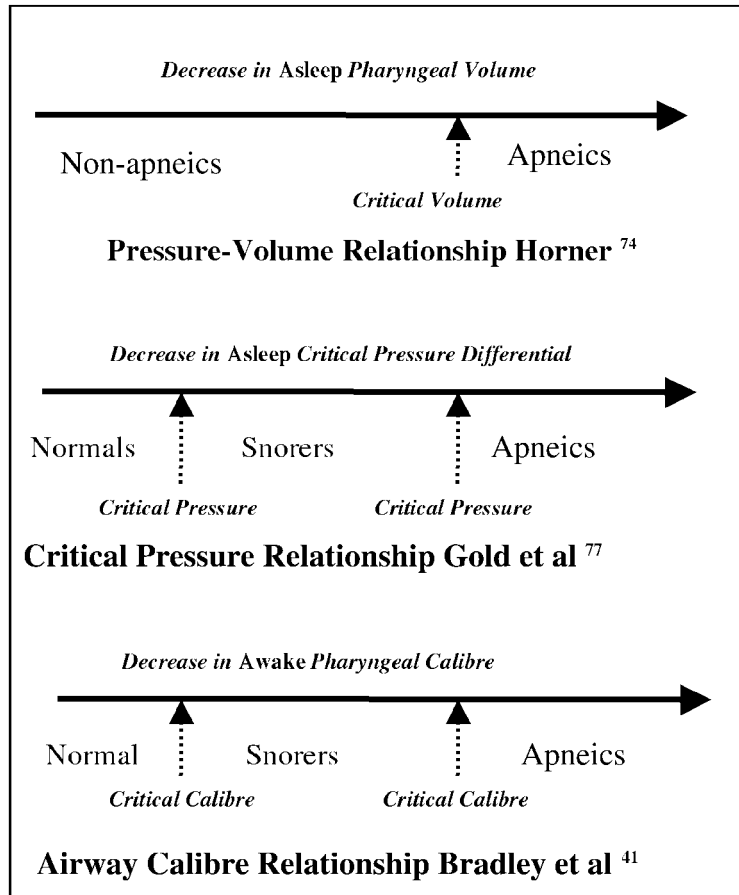 Decrease in Asleep Pharyngeal Volume
Non-apneics Apneics
Critical Volume
Pressure-Volume Relationship Horner 74
Decrease in Asleep Critical Pressure Differential
Normals Snorers Apneics
Critical Pressure Critical Pressure
Critical Pressure Relationship Gold et al 77
Decrease in Awake Pharyngeal Calibre
Normal Snorers Apneics
Critical Calibre Critical Calibre
Airway Calibre Relationship Bradley et al 41